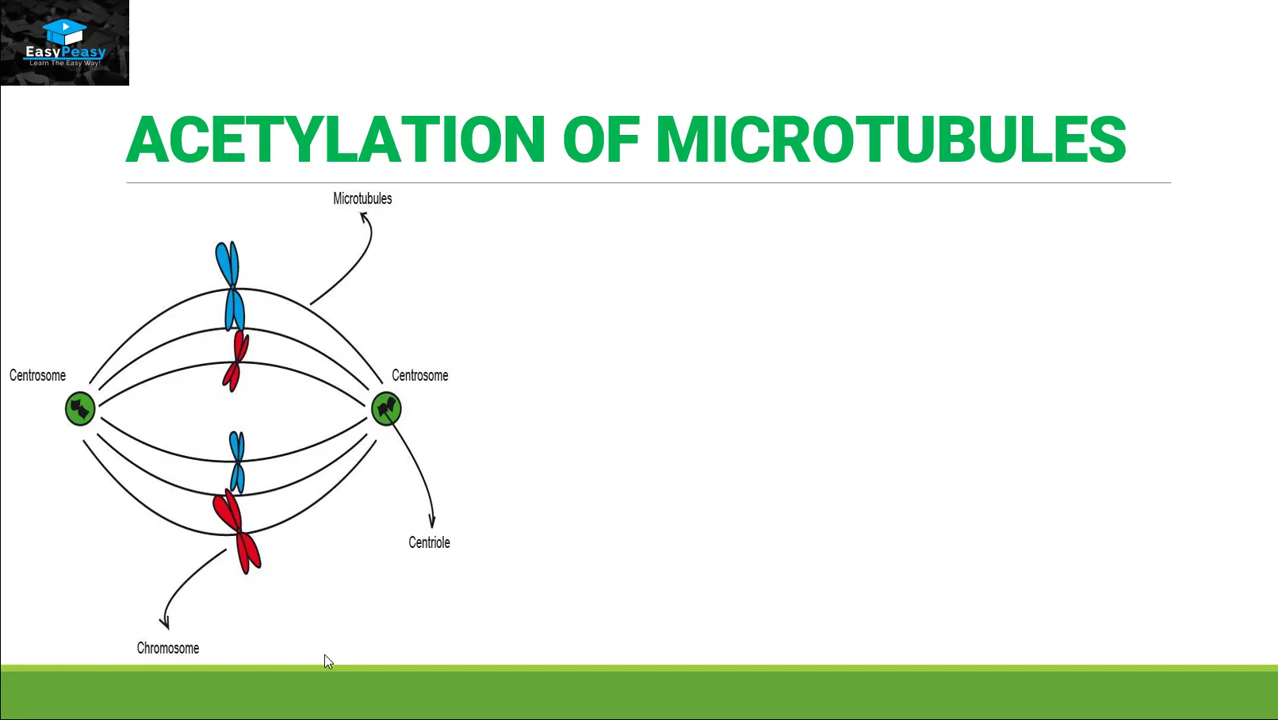 EasyPeasy
Learn The Easy Way!
ACETYLATION OF MICROTUBULES
Microtubules
Centrosome
Centrosome
Centriole
Chromosome